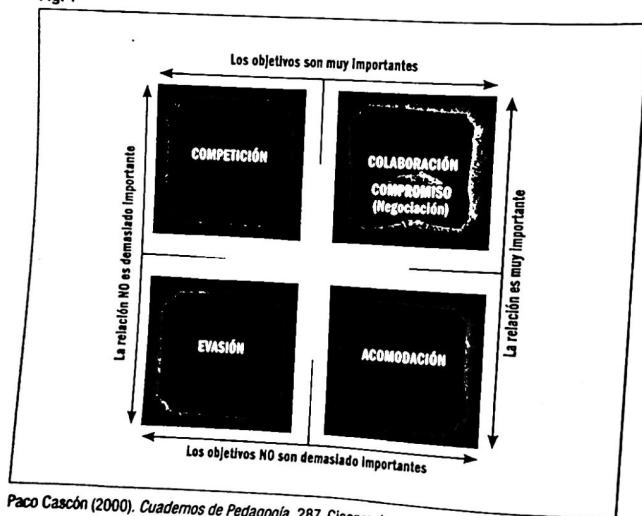 Los objetivos son muy importantes
La relación NO es demasiado importante
COMPETICIÓN
COLABORACIÓN
COMPROMISO
(Negociación)
La relación es muy importante
EVASIÓN
ACOMODACIÓN
Los objetivos NO son demasiado importantes
Paco Cascón (2000). Cuadernos de Pedagogía, 287.